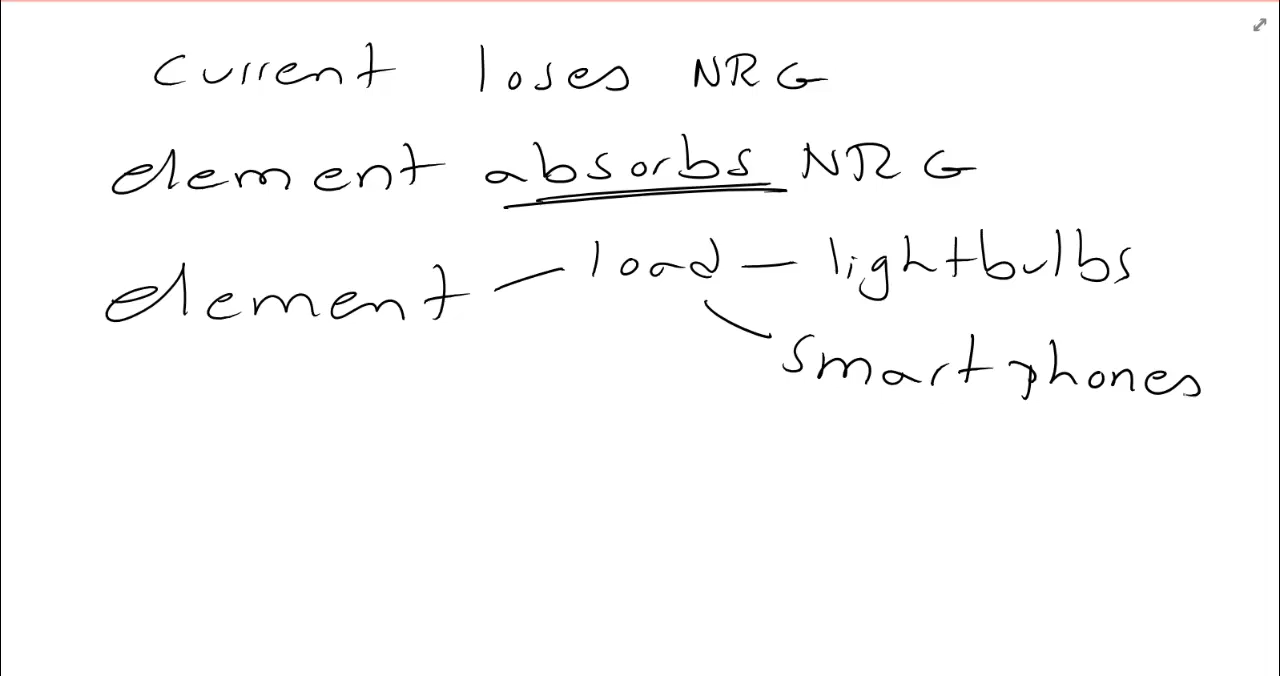 current loses NRG
element absorbs NRG
element — load — lightbulbs
smartphones